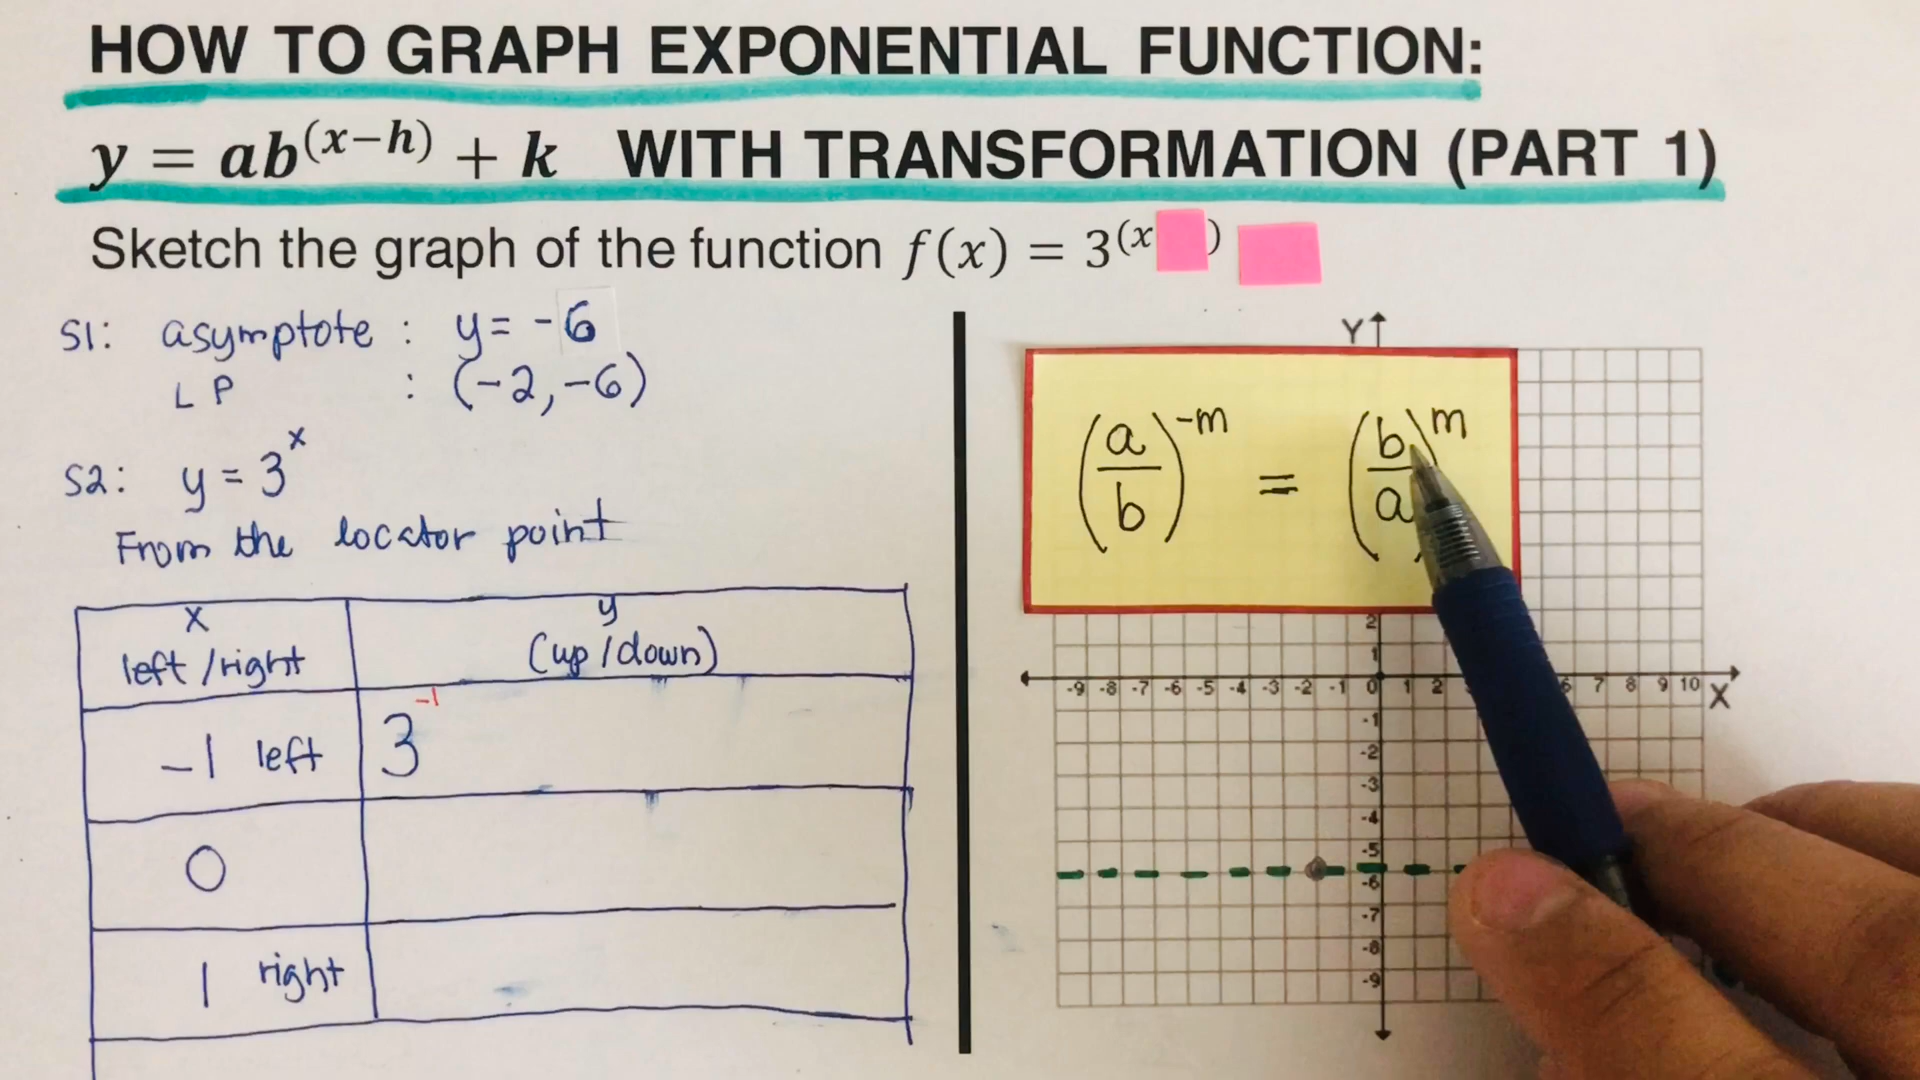 HOW TO GRAPH EXPONENTIAL FUNCTION:
y = ab^(x−h) + k WITH TRANSFORMATION (PART 1)
Sketch the graph of the function f(x) = 3^(x )
S1: asymptote : y = -6
LP : (-2, -6)
S2: y = 3^x
From the locator point
x y
left/right (up/down)
-1 left 3^-1
0
1 right
Y
(a/b)^-m = (b/a)^m
2
1
-9 -8 -7 -6 -5 -4 -3 -2 -1 0 1 2 6 7 8 9 10 X
-1
-2
-3
-4
-5
-6
-7
-8
-9